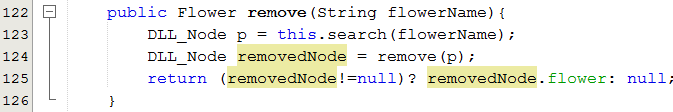 122 public Flower remove(String flowerName){
123 DLL_Node p = this.search(flowerName);
124 DLL_Node removedNode = remove(p);
125 return (removedNode!=null)? removedNode.flower: null;
126 }